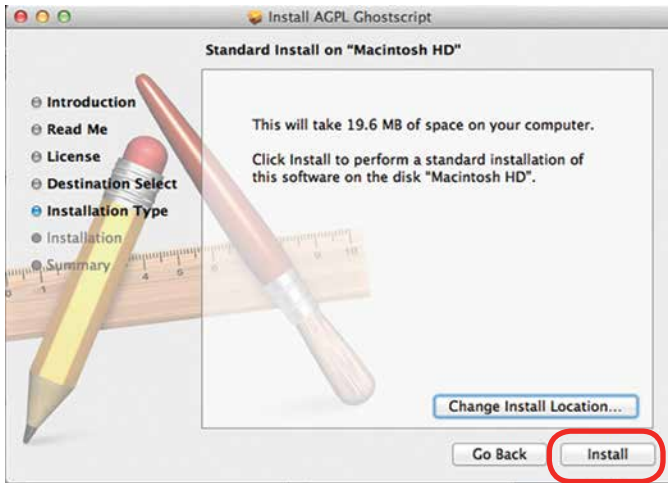 Install AGPL Ghostscript
Standard Install on "Macintosh HD"
Introduction
Read Me
License
Destination Select
Installation Type
Installation
Summary
This will take 19.6 MB of space on your computer.
Click Install to perform a standard installation of
this software on the disk "Macintosh HD".
Change Install Location...
Go Back
Install